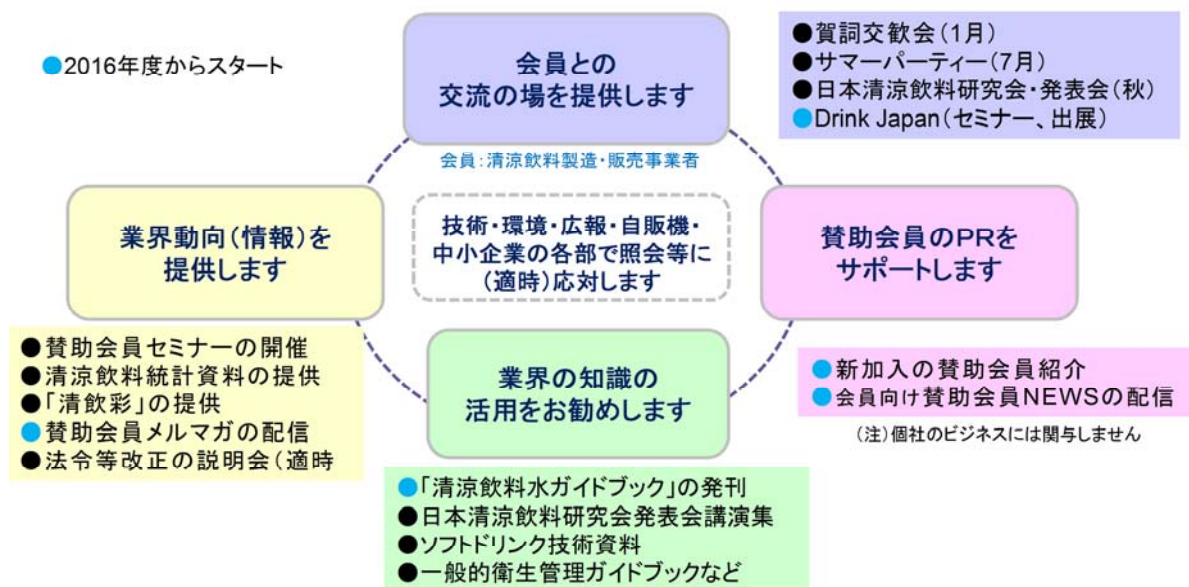 ●2016年度からスタート
会員との
交流の場を提供します
●賀詞交歓会(1月)
●サマーパーティー(7月)
●日本清涼飲料研究会・発表会(秋)
●Drink Japan(セミナー、出展)
会員:清涼飲料製造・販売事業者
業界動向(情報)を
提供します
技術・環境・広報・自販機・
中小企業の各部で照会等に
(適時)応対します
賛助会員のPRを
サポートします
●賛助会員セミナーの開催
●清涼飲料統計資料の提供
●「清飲彩」の提供
●賛助会員メルマガの配信
●法令等改正の説明会(適時
業界の知識の
活用をお勧めします
●新加入の賛助会員紹介
●会員向け賛助会員NEWSの配信
(注)個社のビジネスには関与しません
●「清涼飲料水ガイドブック」の発刊
●日本清涼飲料研究会発表会講演集
●ソフトドリンク技術資料
●一般的衛生管理ガイドブックなど